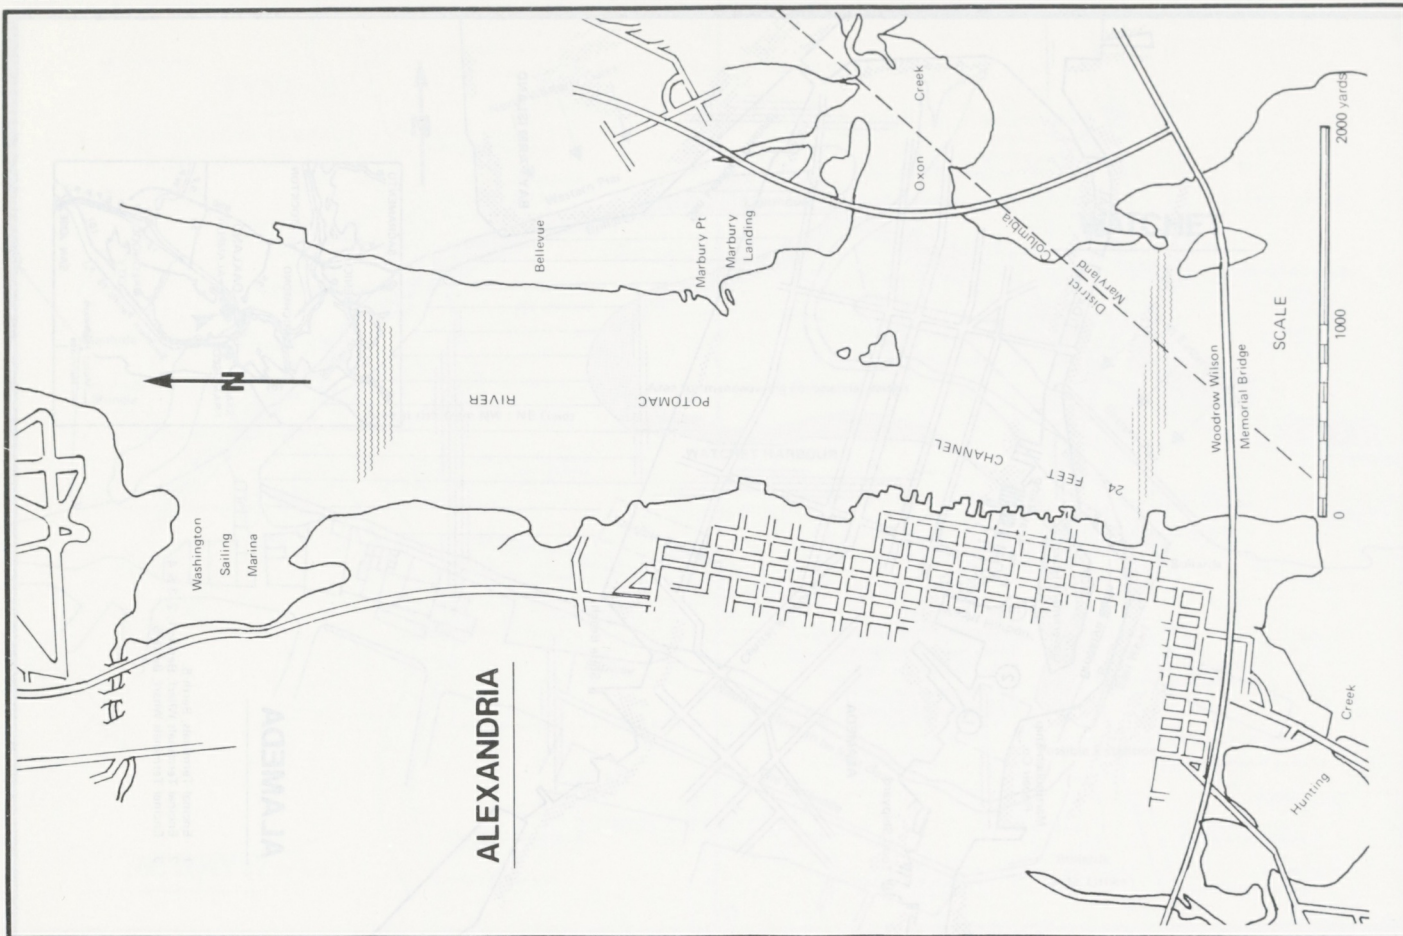 ALEXANDRIA
N
Washington
Sailing
Marina
Bellevue
Marbury Pt
Marbury
Landing
Oxon
Creek
POTOMAC
RIVER
24 FEET
CHANNEL
District
Columbia
Maryland
Woodrow Wilson
Memorial Bridge
Hunting
Creek
SCALE
0
1000
2000 yards
ALAMEDA